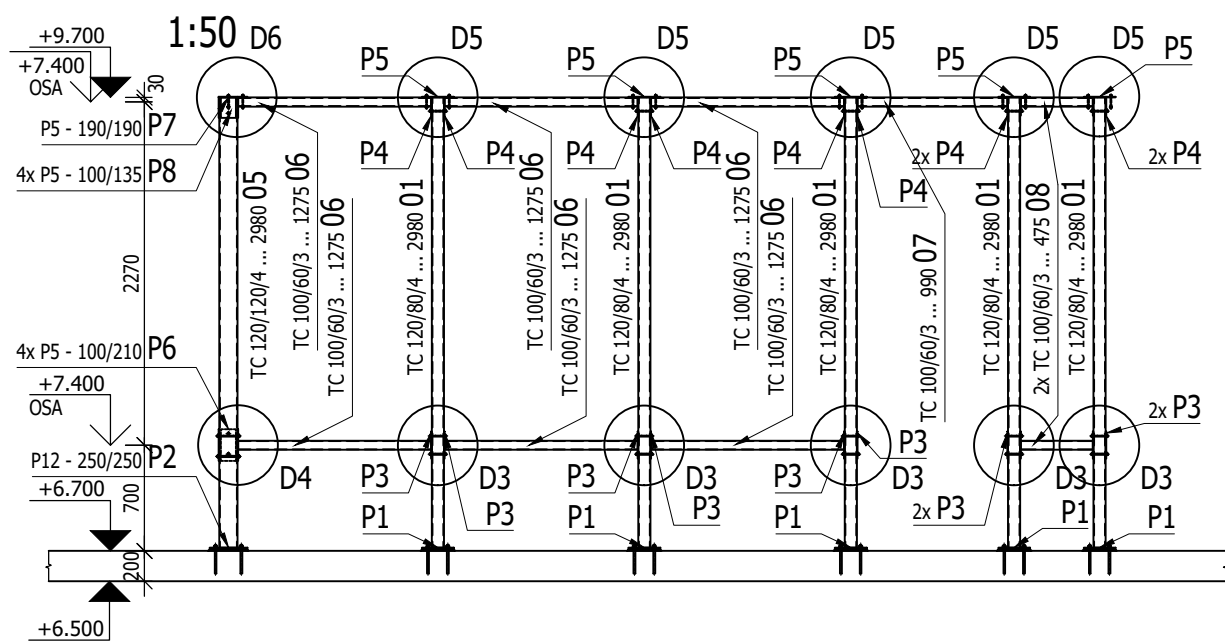 1:50
+9.700
+7.400
OSA
30
D6
D5
D5
D5
D5
D5
P5
P5
P5
P5
P5
P5 - 190/190 P7
4x P5 - 100/135 P8
P4
P4
P4
P4
P4
P4
2x P4
2x P4
2270
TC 120/120/4 ... 2980 05
TC 100/60/3 ... 1275 06
TC 100/60/3 ... 1275 06
TC 120/80/4 ... 2980 01
TC 100/60/3 ... 1275 06
TC 100/60/3 ... 1275 06
TC 120/80/4 ... 2980 01
TC 100/60/3 ... 1275 06
TC 100/60/3 ... 1275 06
TC 120/80/4 ... 2980 01
TC 100/60/3 ... 990 07
TC 120/80/4 ... 2980 01
2x TC 100/60/3 ... 475 08
TC 120/80/4 ... 2980 01
4x P5 - 100/210 P6
+7.400
OSA
P12 - 250/250 P2
D4
D3
D3
D3
D3
D3
P3
P3
P3
P3
P3
P3
2x P3
2x P3
+6.700
700
P1
P1
P1
P1
P1
200
+6.500